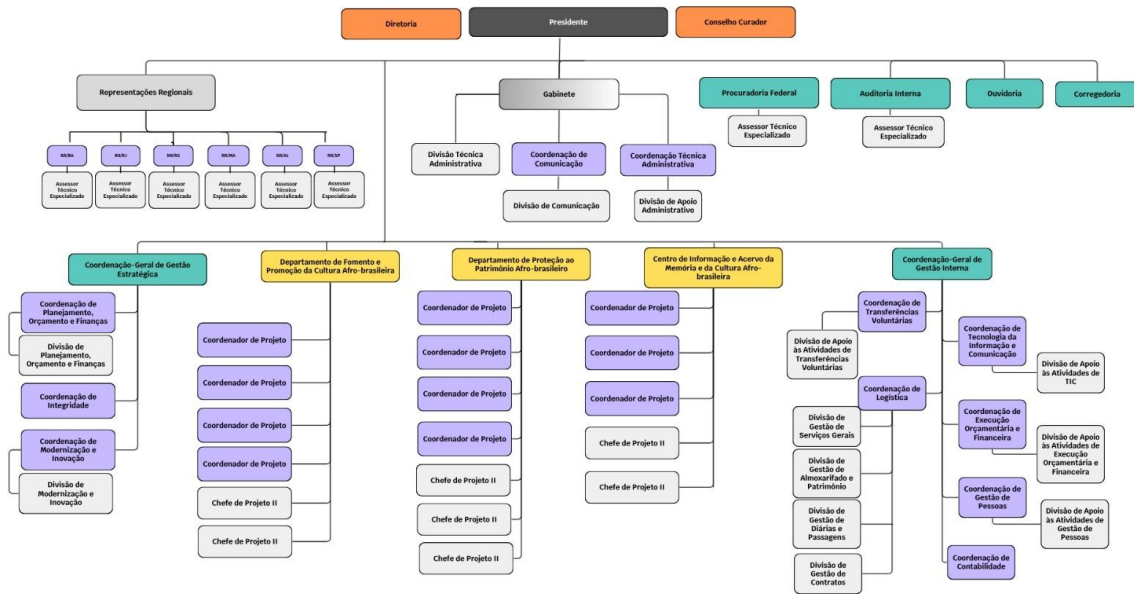 Diretoria
Presidente
Conselho Curador
Representações Regionais
Gabinete
Procuradoria Federal
Auditoria Interna
Ouvidoria
Corregedoria
Assessor Técnico
Especializado
Assessor Técnico
Especializado
RR/BA
RR/RJ
RR/RS
RR/MA
RR/AL
RR/SP
Assessor
Técnico
Especializado
Assessor
Técnico
Especializado
Assessor
Técnico
Especializado
Assessor
Técnico
Especializado
Assessor
Técnico
Especializado
Assessor
Técnico
Especializado
Divisão Técnica
Administrativa
Coordenação de
Comunicação
Coordenação Técnica
Administrativa
Divisão de Comunicação
Divisão de Apoio
Administrativo
Coordenação-Geral de Gestão
Estratégica
Departamento de Fomento e
Promoção da Cultura Afro-brasileira
Departamento de Proteção ao
Patrimônio Afro-brasileiro
Centro de Informação e Acervo da
Memória e da Cultura Afro-
brasileira
Coordenação-Geral de
Gestão Interna
Coordenação de
Planejamento,
Orçamento e Finanças
Divisão de
Planejamento,
Orçamento e Finanças
Coordenação de
Integridade
Coordenação de
Modernização e
Inovação
Divisão de
Modernização e
Inovação
Coordenador de Projeto
Coordenador de Projeto
Coordenador de Projeto
Coordenador de Projeto
Chefe de Projeto II
Chefe de Projeto II
Coordenador de Projeto
Coordenador de Projeto
Coordenador de Projeto
Coordenador de Projeto
Chefe de Projeto II
Chefe de Projeto II
Chefe de Projeto II
Coordenador de Projeto
Coordenador de Projeto
Coordenador de Projeto
Chefe de Projeto II
Chefe de Projeto II
Coordenação de
Transferências
Voluntárias
Divisão de Apoio
às Atividades de
Transferências
Voluntárias
Coordenação de
Logística
Divisão de
Gestão de
Serviços Gerais
Divisão de
Gestão de
Almoxarifado e
Patrimônio
Divisão de
Gestão de
Diárias e
Passagens
Divisão de
Gestão de
Contratos
Coordenação de
Tecnologia da
Informação e
Comunicação
Divisão de Apoio
às Atividades de
TIC
Coordenação de
Execução
Orçamentária e
Financeira
Divisão de Apoio
às Atividades de
Execução
Orçamentária e
Financeira
Coordenação de
Gestão de
Pessoas
Divisão de Apoio
às Atividades de
Gestão de
Pessoas
Coordenação de
Contabilidade